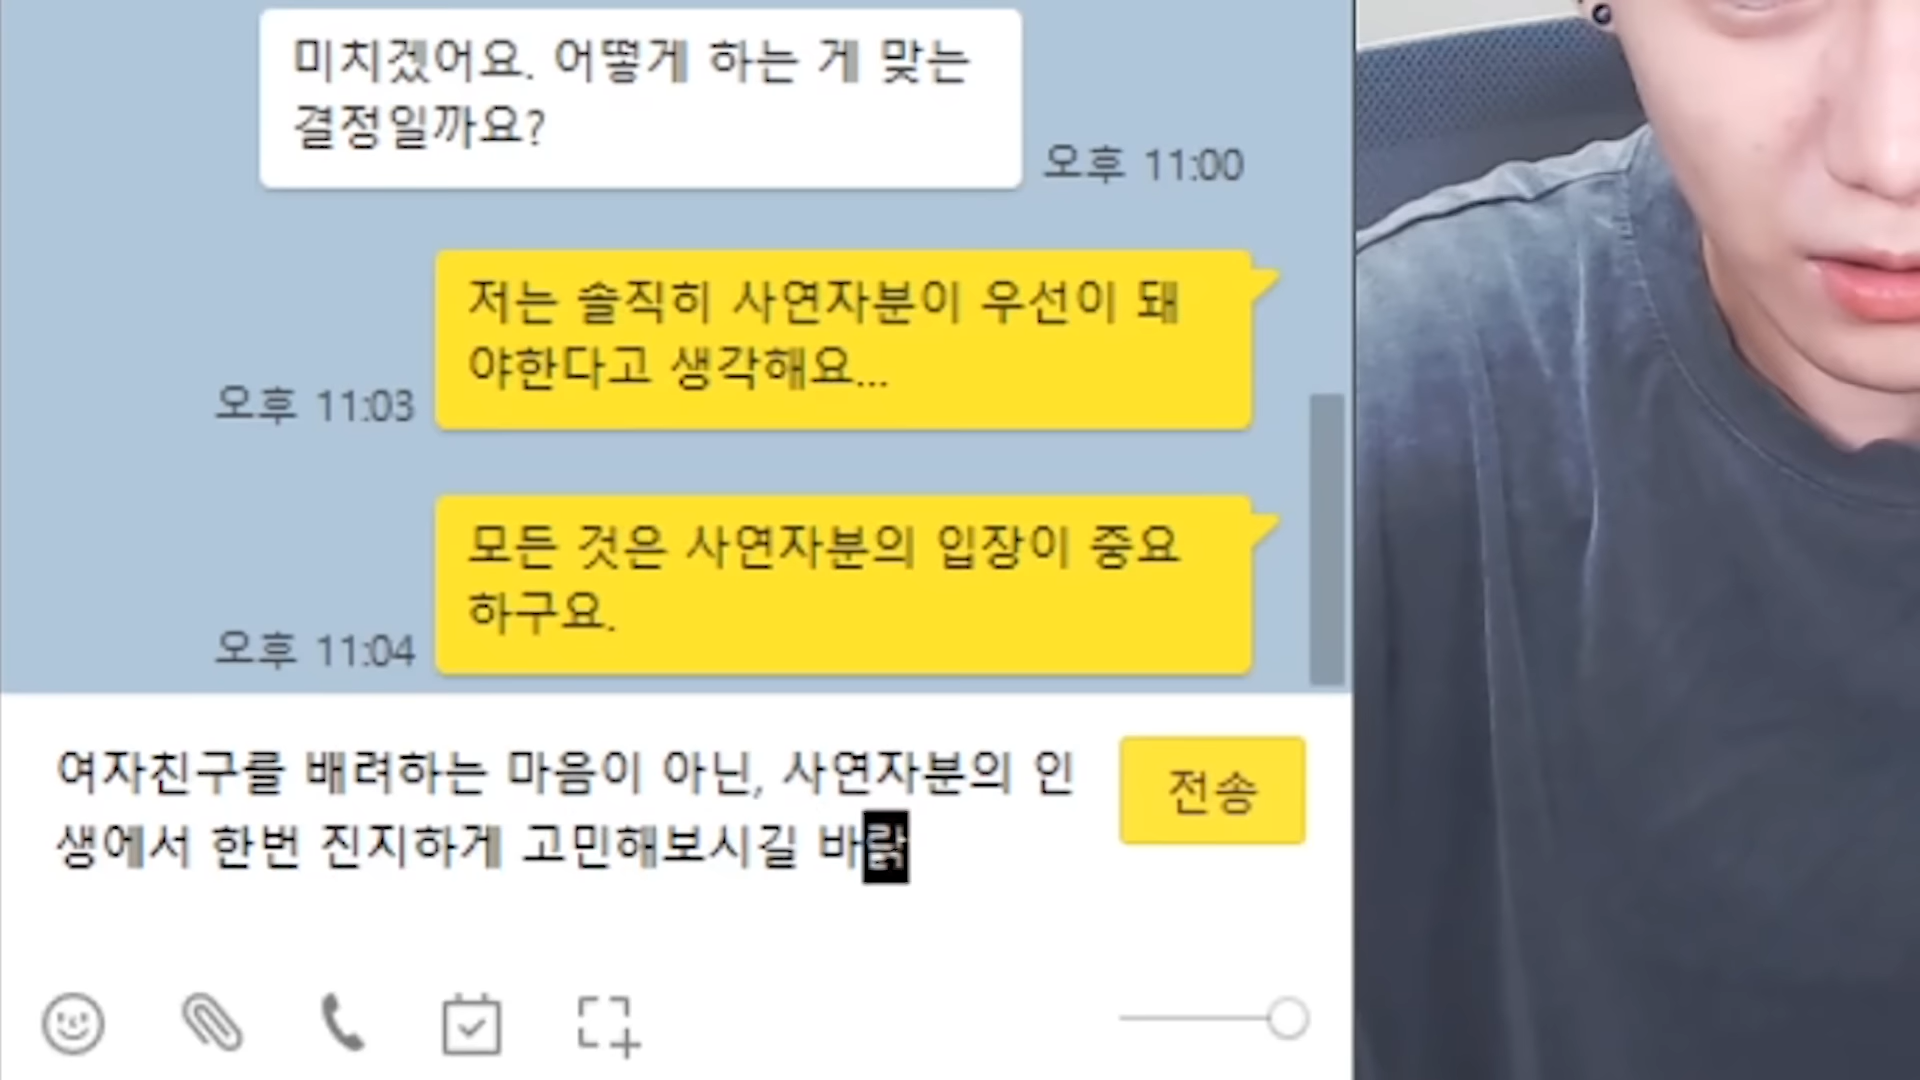 미치겠어요. 어떻게 하는 게 맞는
결정일까요?
오후 11:00
저는 솔직히 사연자분이 우선이 돼
야한다고 생각해요...
오후 11:03
모든 것은 사연자분의 입장이 중요
하구요.
오후 11:04
여자친구를 배려하는 마음이 아닌, 사연자분의 인
생에서 한번 진지하게 고민해보시길 바랅
전송